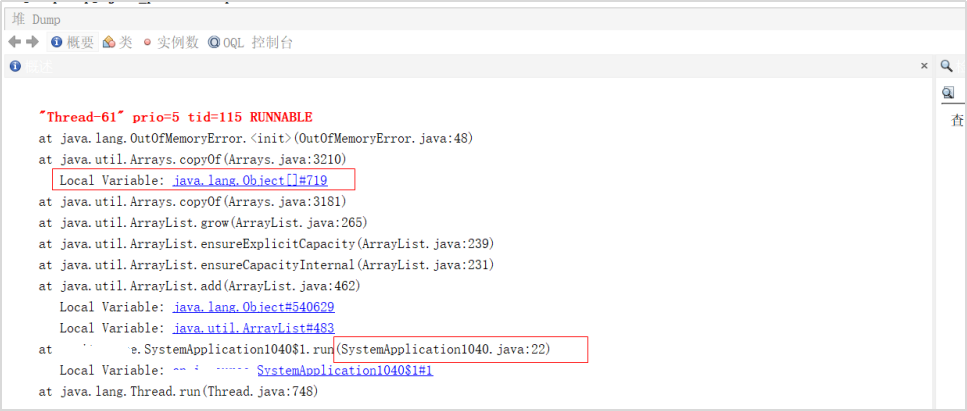 堆 Dump
概要 类 实例数 OQL 控制台
"Thread-61" prio=5 tid=115 RUNNABLE
at java.lang.OutOfMemoryError.<init>(OutOfMemoryError.java:48)
at java.util.Arrays.copyOf(Arrays.java:3210)
Local Variable: java.lang.Object[]#719
at java.util.Arrays.copyOf(Arrays.java:3181)
at java.util.ArrayList.grow(ArrayList.java:265)
at java.util.ArrayList.ensureExplicitCapacity(ArrayList.java:239)
at java.util.ArrayList.ensureCapacityInternal(ArrayList.java:231)
at java.util.ArrayList.add(ArrayList.java:462)
Local Variable: java.lang.Object#540629
Local Variable: java.util.ArrayList#483
at e.SystemApplication1040$1.run(SystemApplication1040.java:22)
Local Variable: SystemApplication1040$1#1
at java.lang.Thread.run(Thread.java:748)
查